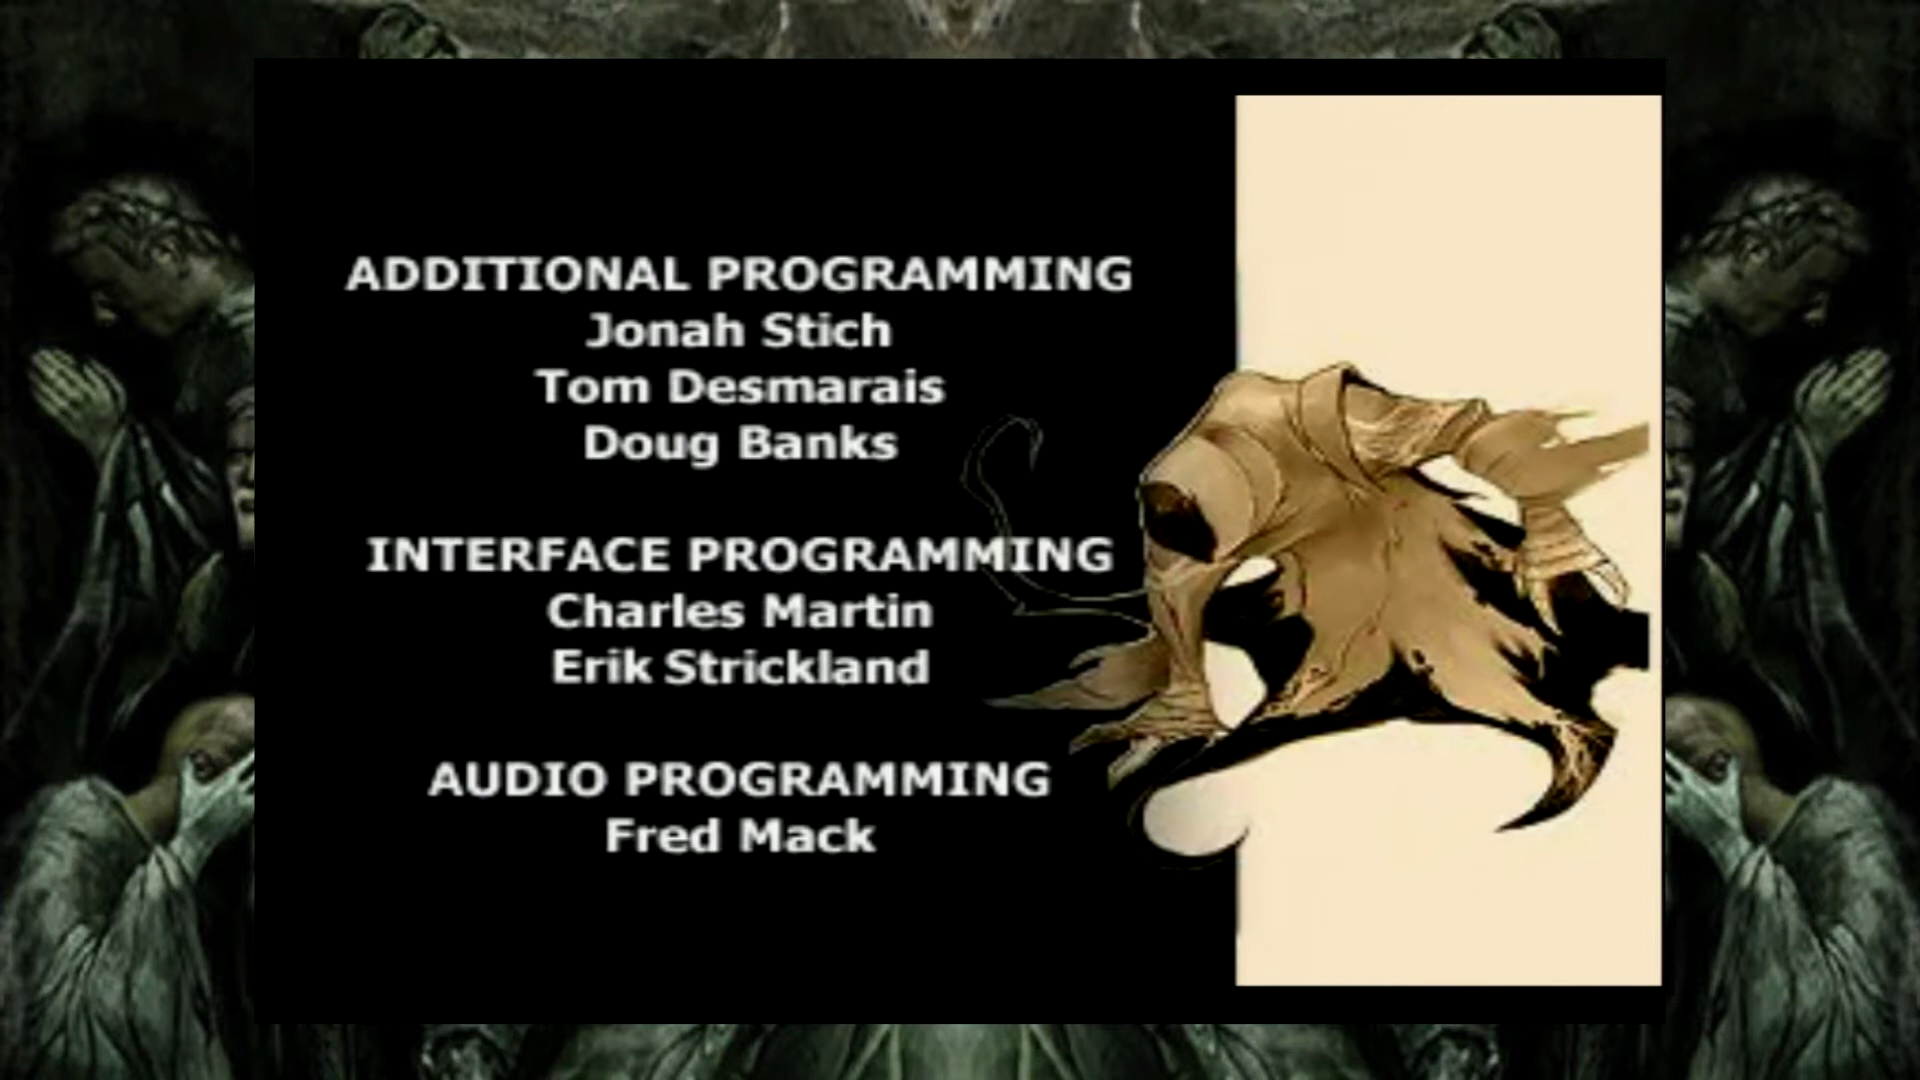 ADDITIONAL PROGRAMMING
Jonah Stich
Tom Desmarais
Doug Banks
INTERFACE PROGRAMMING
Charles Martin
Erik Strickland
AUDIO PROGRAMMING
Fred Mack